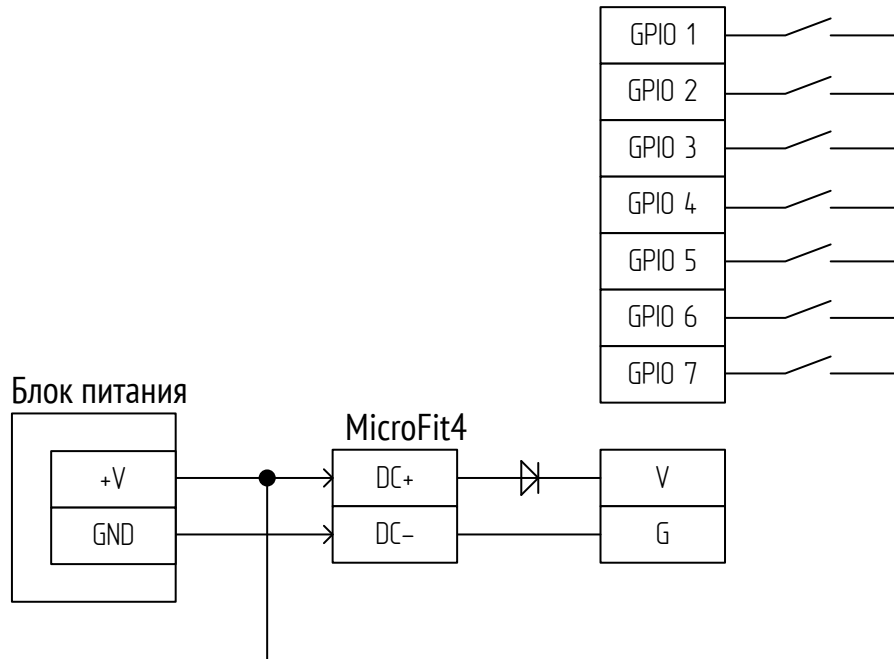 GPIO 1
GPIO 2
GPIO 3
GPIO 4
GPIO 5
GPIO 6
GPIO 7
Блок питания
MicroFit4
+V
DC+
V
GND
DC–
G